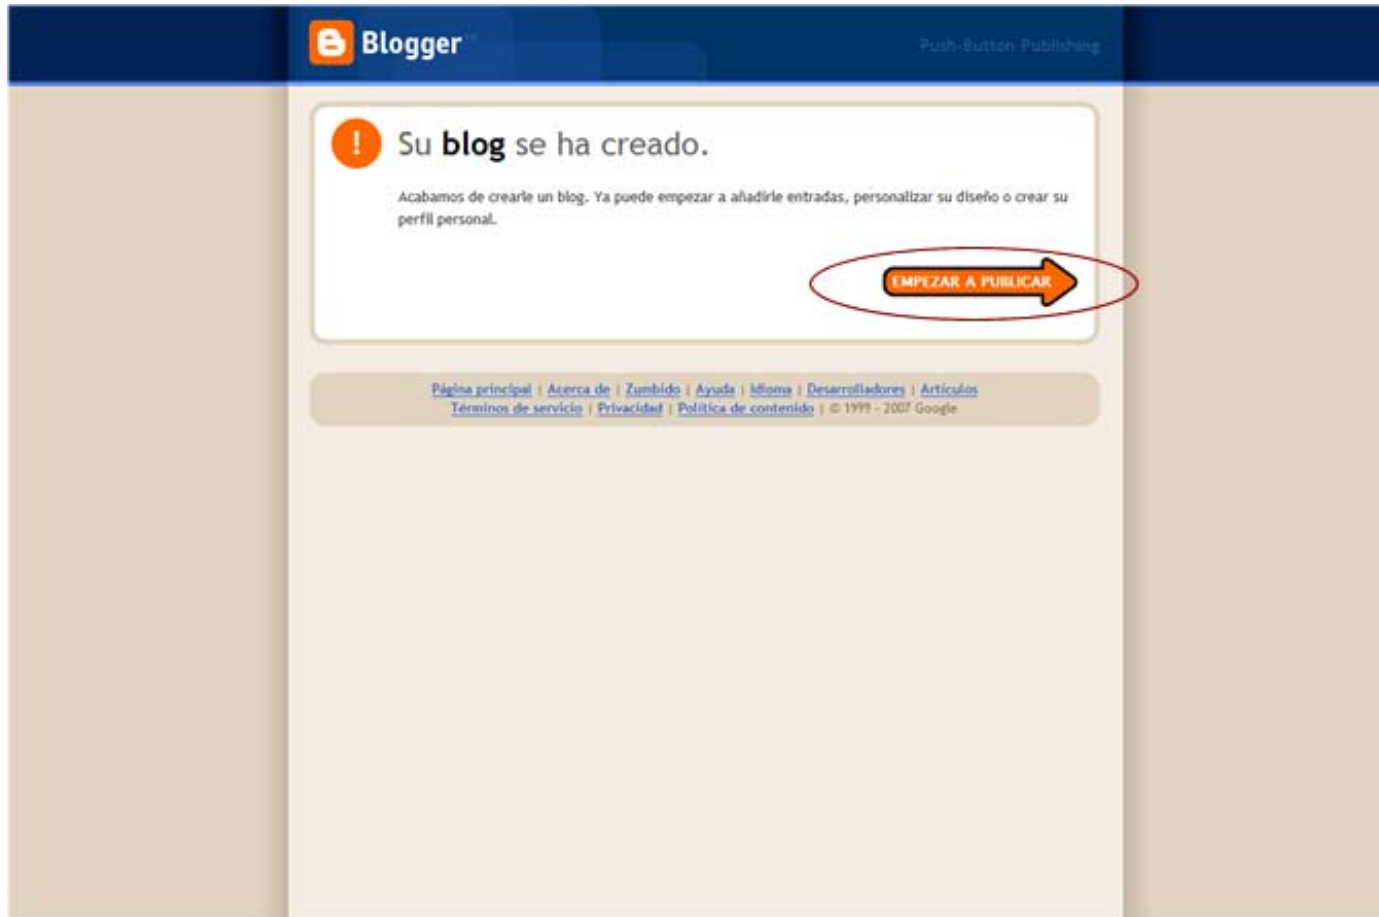 Blogger
Push-Button Publishing
! Su blog se ha creado.
Acabamos de crearle un blog. Ya puede empezar a añadirle entradas, personalizar su diseño o crear su
perfil personal.
EMPEZAR A PUBLICAR
Página principal | Acerca de | Zumbido | Ayuda | Idioma | Desarrolladores | Artículos
Términos de servicio | Privacidad | Política de contenido | © 1999 - 2007 Google